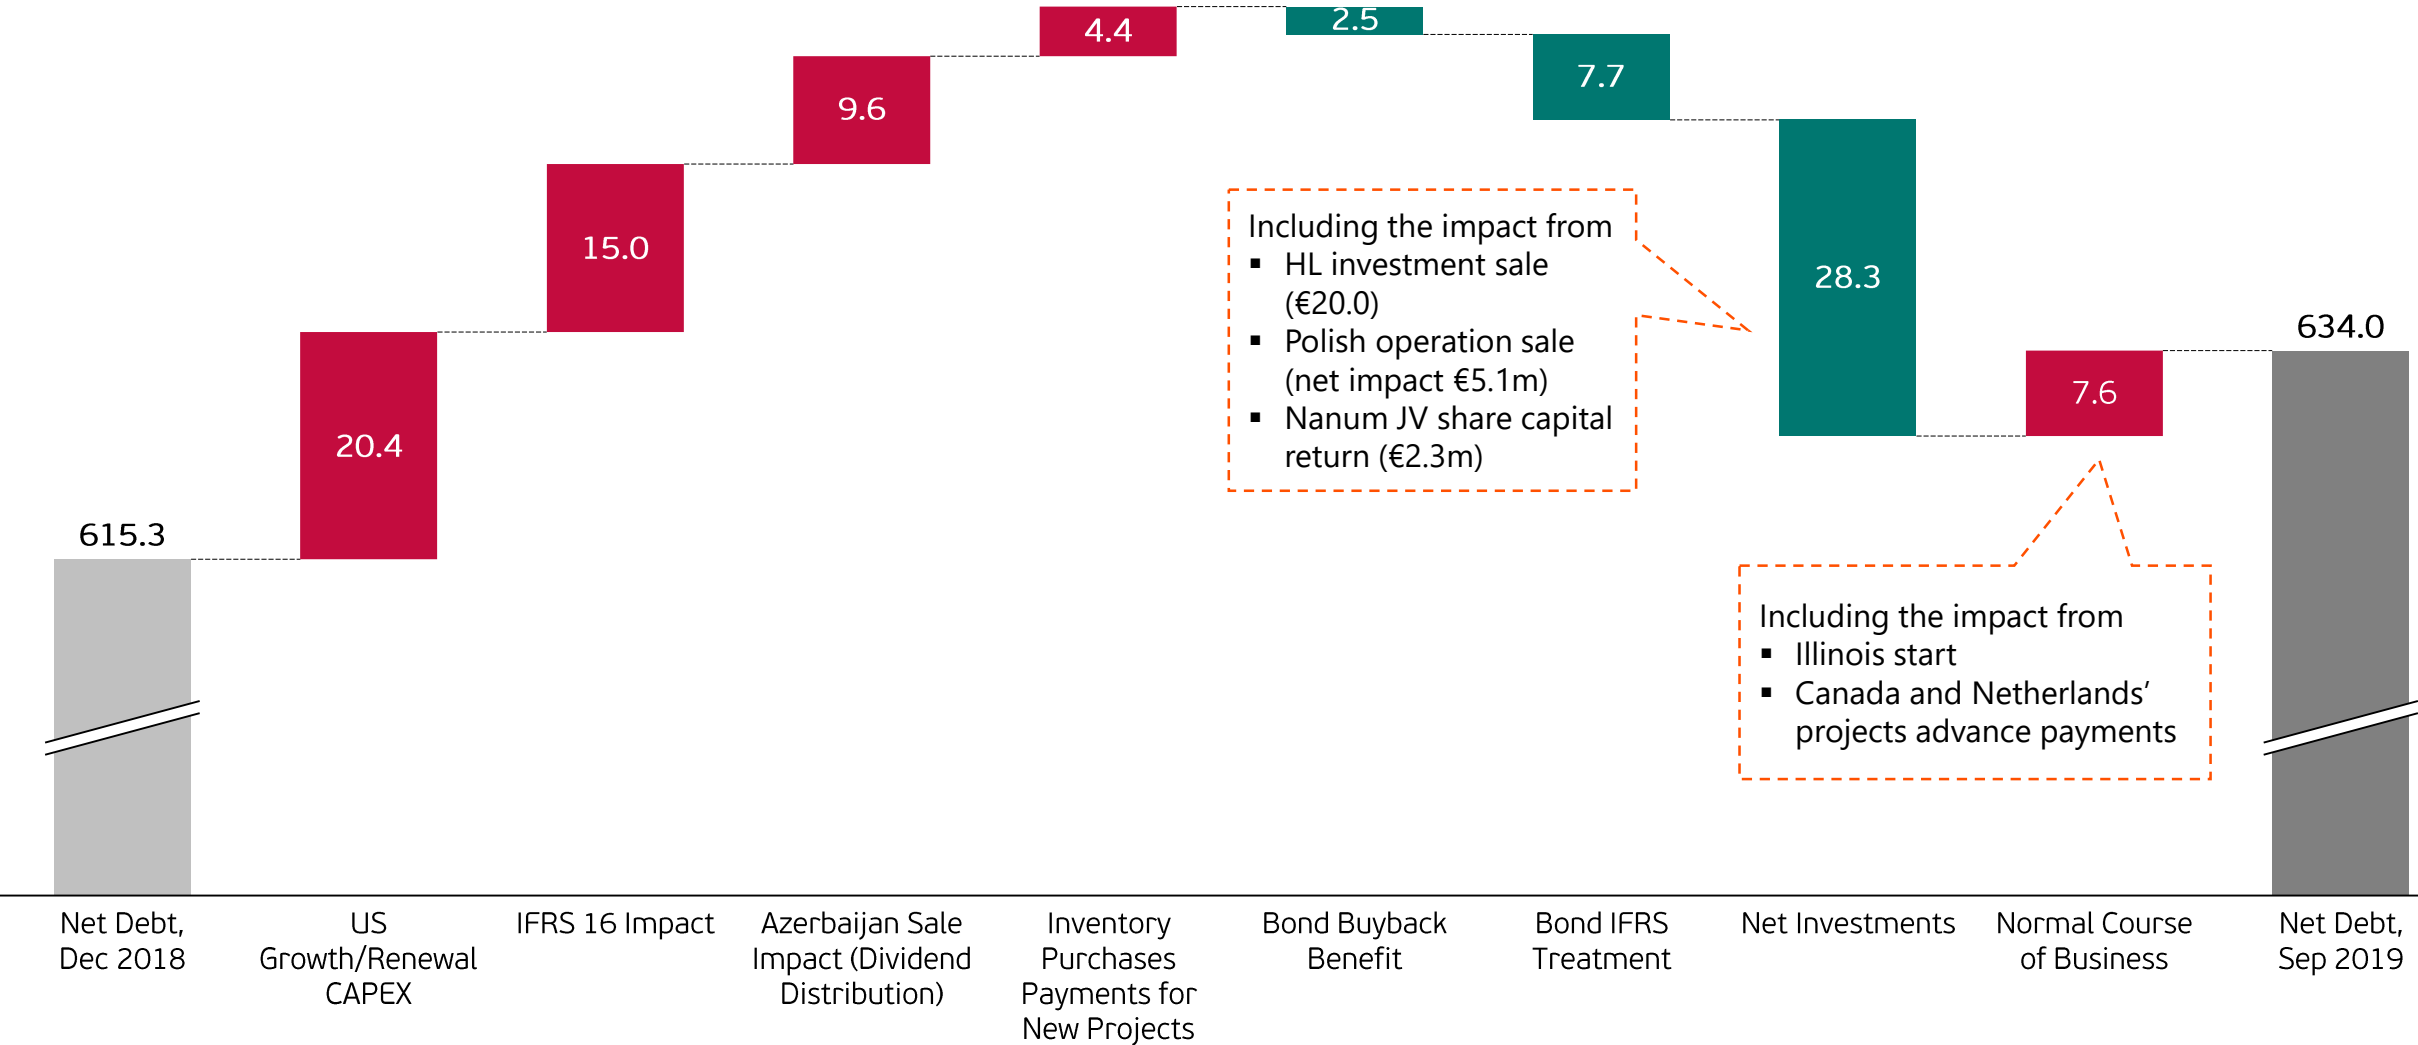 4.4
2.5
7.7
9.6
15.0
28.3
20.4
7.6
615.3
634.0
Including the impact from
▪ HL investment sale
(€20.0)
▪ Polish operation sale
(net impact €5.1m)
▪ Nanum JV share capital
return (€2.3m)
Including the impact from
▪ Illinois start
▪ Canada and Netherlands’
projects advance payments
Net Debt,
Dec 2018
US
Growth/Renewal
CAPEX
IFRS 16 Impact
Azerbaijan Sale
Impact (Dividend
Distribution)
Inventory
Purchases
Payments for
New Projects
Bond Buyback
Benefit
Bond IFRS
Treatment
Net Investments
Normal Course
of Business
Net Debt,
Sep 2019